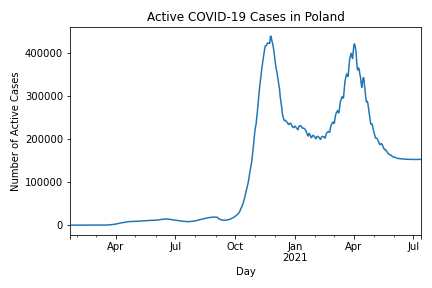 Active COVID-19 Cases in Poland
Number of Active Cases
400000
300000
200000
100000
0
Apr
Jul
Oct
Jan
2021
Apr
Jul
Day